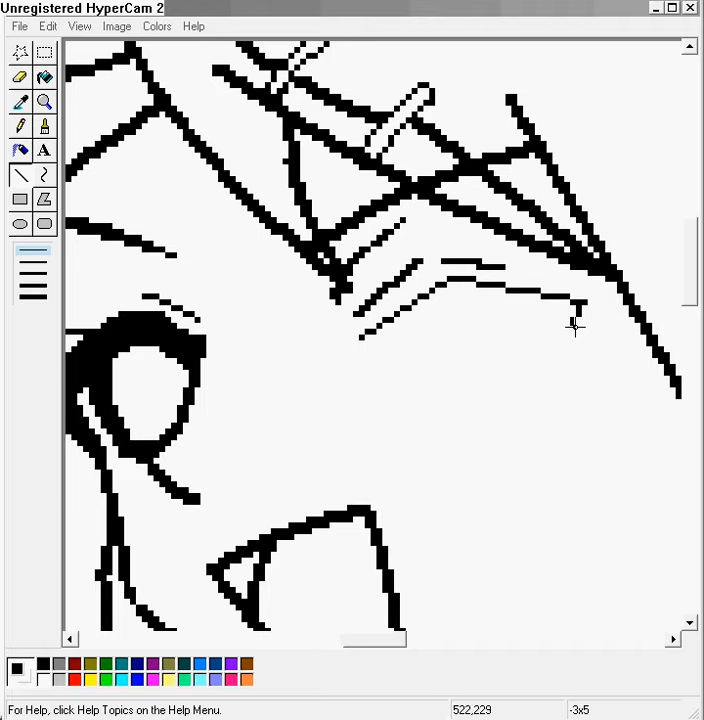 Unregistered HyperCam 2
File Edit View Image Colors Help
A
For Help, click Help Topics on the Help Menu. 522,229 -3x5